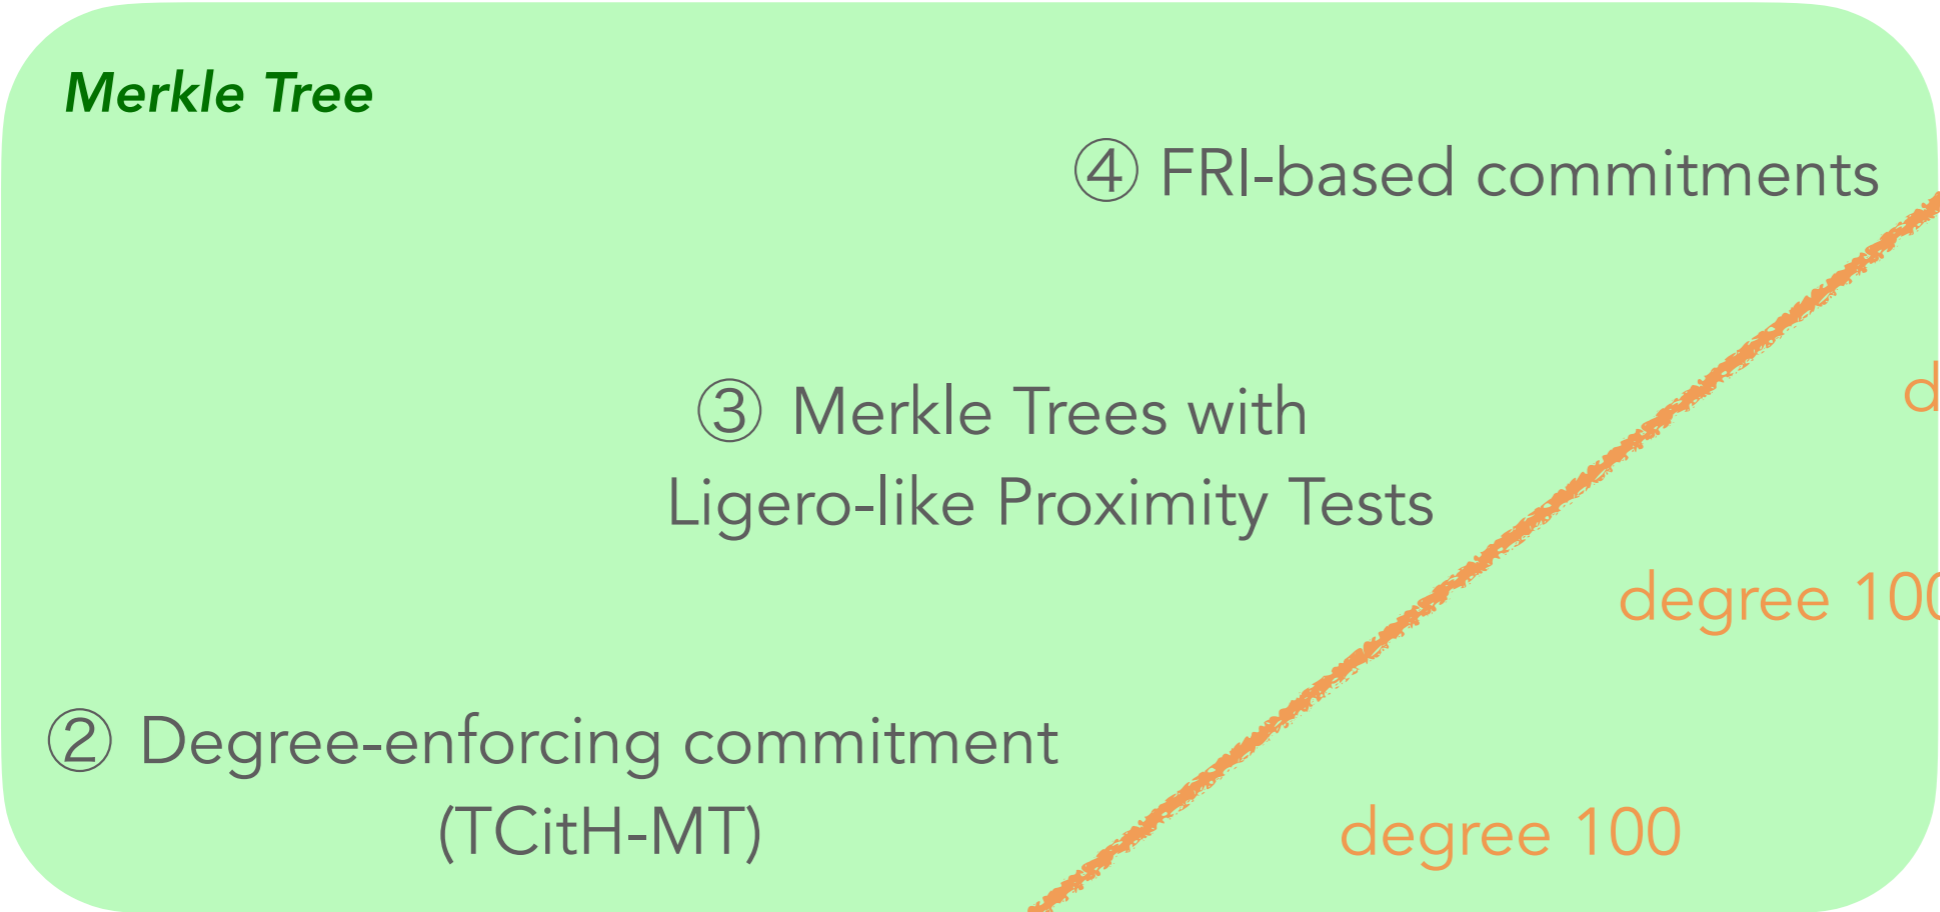 Merkle Tree
④ FRI-based commitments
③ Merkle Trees with
Ligero-like Proximity Tests
degree
② Degree-enforcing commitment
(TCitH-MT)
degree 100